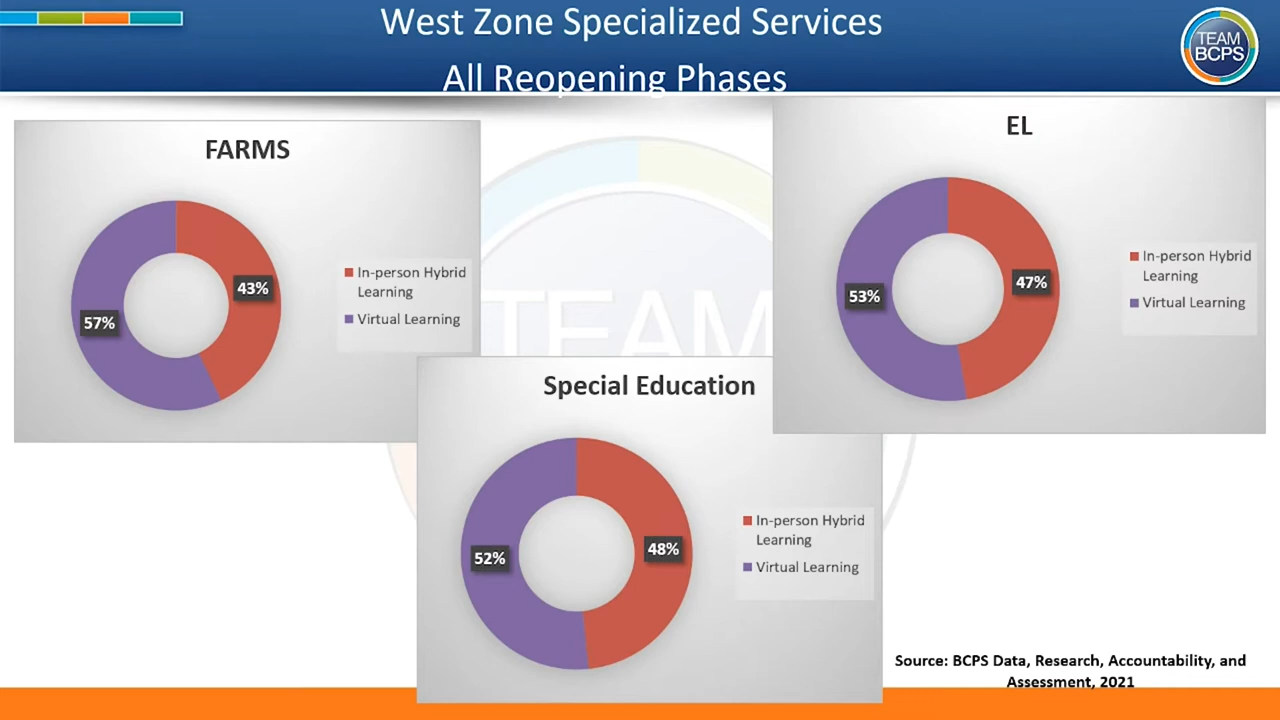 West Zone Specialized Services
All Reopening Phases
TEAM
BCPS
FARMS
43%
57%
In-person Hybrid
Learning
Virtual Learning
EL
47%
53%
In-person Hybrid
Learning
Virtual Learning
TEAM
Special Education
48%
52%
In-person Hybrid
Learning
Virtual Learning
Source: BCPS Data, Research, Accountability, and
Assessment, 2021